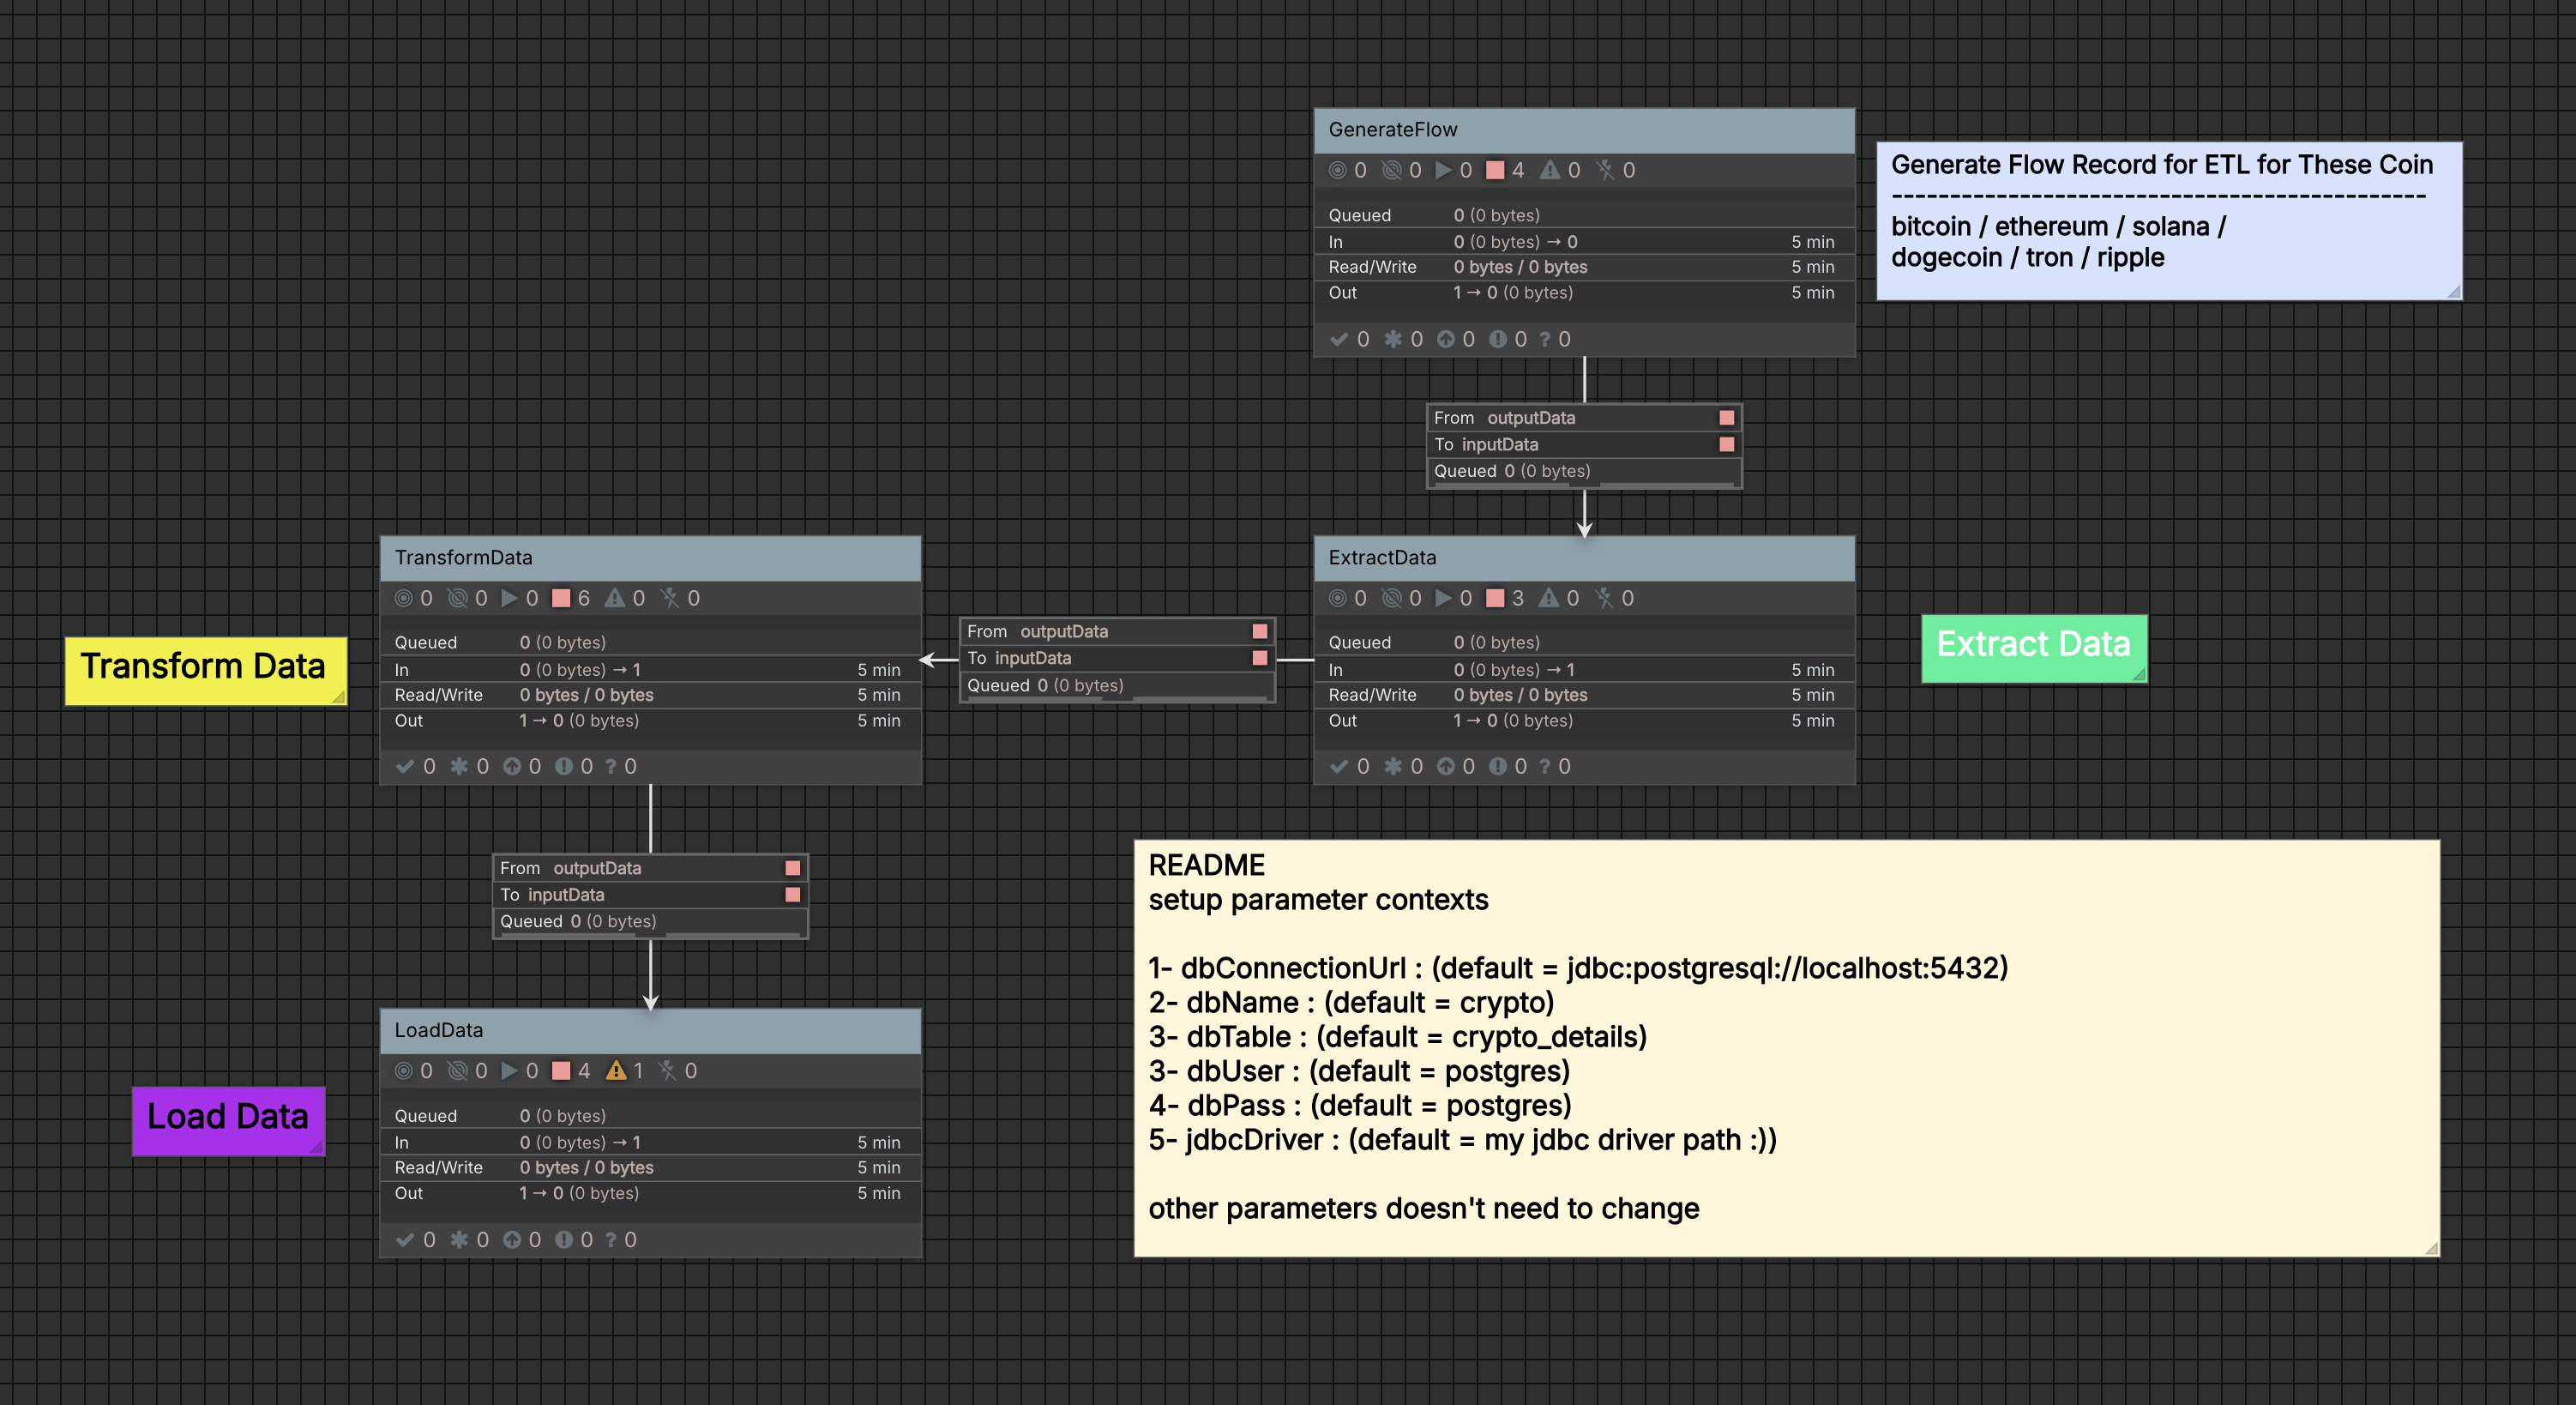 GenerateFlow
0 0 0 4 0 0
Queued 0 (0 bytes)
In 0 (0 bytes) → 0 5 min
Read/Write 0 bytes / 0 bytes 5 min
Out 1 → 0 (0 bytes) 5 min
0 0 0 0 ? 0
Generate Flow Record for ETL for These Coin
----------------------------------------------
bitcoin / ethereum / solana /
dogecoin / tron / ripple
From outputData
To inputData
Queued 0 (0 bytes)
TransformData
0 0 0 6 0 0
Queued 0 (0 bytes)
In 0 (0 bytes) → 1 5 min
Read/Write 0 bytes / 0 bytes 5 min
Out 1 → 0 (0 bytes) 5 min
0 0 0 0 ? 0
Transform Data
From outputData
To inputData
Queued 0 (0 bytes)
ExtractData
0 0 0 3 0 0
Queued 0 (0 bytes)
In 0 (0 bytes) → 1 5 min
Read/Write 0 bytes / 0 bytes 5 min
Out 1 → 0 (0 bytes) 5 min
0 0 0 0 ? 0
Extract Data
From outputData
To inputData
Queued 0 (0 bytes)
LoadData
0 0 0 4 1 0
Queued 0 (0 bytes)
In 0 (0 bytes) → 1 5 min
Read/Write 0 bytes / 0 bytes 5 min
Out 1 → 0 (0 bytes) 5 min
0 0 0 0 ? 0
Load Data
README
setup parameter contexts
1- dbConnectionUrl : (default = jdbc:postgresql://localhost:5432)
2- dbName : (default = crypto)
3- dbTable : (default = crypto_details)
3- dbUser : (default = postgres)
4- dbPass : (default = postgres)
5- jdbcDriver : (default = my jdbc driver path :))
other parameters doesn't need to change